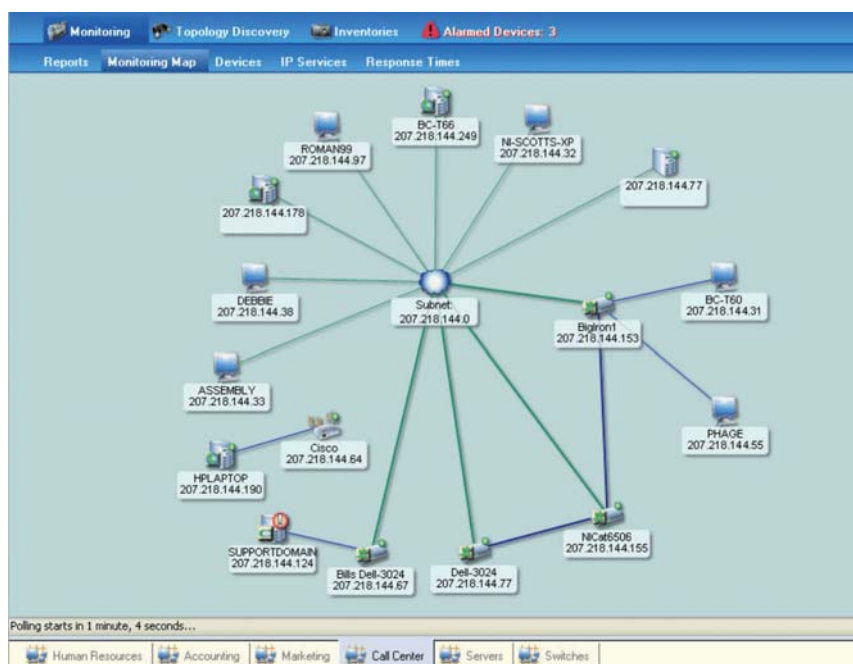 Monitoring Topology Discovery Inventories Alarmed Devices: 3
Reports Monitoring Map Devices IP Services Response Times
BC-T66
207.218.144.249
ROMAN99
207.218.144.97
NI-SCOTTS-XP
207.218.144.32
207.218.144.77
207.218.144.178
DEBBIE
207.218.144.38
Subnet:
207.218.144.0
BC-T60
207.218.144.31
BigIron1
207.218.144.153
ASSEMBLY
207.218.144.33
PHAGE
207.218.144.55
Cisco
207.218.144.64
HPLAPTOP
207.218.144.190
NICat6506
207.218.144.155
SUPPORTDOMAIN
207.218.144.124
Bills Dell-3024
207.218.144.67
Dell-3024
207.218.144.77
Polling starts in 1 minute, 4 seconds...
Human Resources Accounting Marketing Call Center Servers Switches